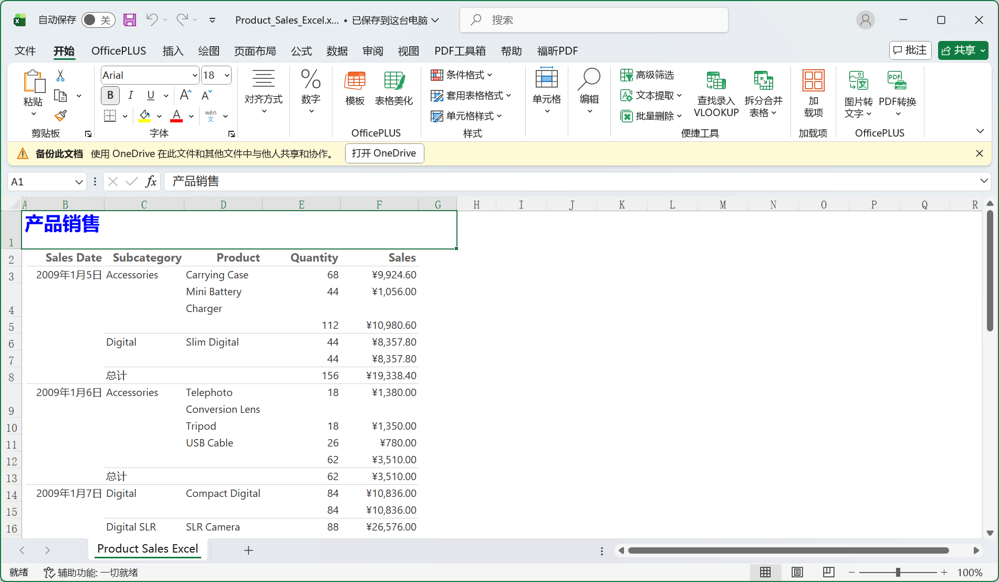 自动保存 关 Product_Sales_Excel.x... • 已保存到这台电脑 搜索
文件 开始 OfficePLUS 插入 绘图 页面布局 公式 数据 审阅 视图 PDF工具箱 帮助 福昕PDF 批注 共享
粘贴
剪贴板
Arial 18
B I U A A
A wén 文
字体
对齐方式
% 数字
模板 表格美化
OfficePLUS
条件格式
套用表格格式
单元格样式
样式
单元格
编辑
高级筛选
文本提取
批量删除
查找录入 VLOOKUP
拆分合并 表格
便捷工具
加 载项
加载项
图片转 文字
PDF PDF转换
OfficePLUS
备份此文档 使用 OneDrive 在此文件和其他文件中与他人共享和协作。 打开 OneDrive
A1 fx 产品销售
A B C D E F G H I J K L M N O P Q R
1 产品销售
2 Sales Date Subcategory Product Quantity Sales
3 2009年1月5日 Accessories Carrying Case 68 ¥9,924.60
Mini Battery 44 ¥1,056.00
4 Charger
5 112 ¥10,980.60
6 Digital Slim Digital 44 ¥8,357.80
7 44 ¥8,357.80
8 总计 156 ¥19,338.40
2009年1月6日 Accessories Telephoto 18 ¥1,380.00
9 Conversion Lens
10 Tripod 18 ¥1,350.00
11 USB Cable 26 ¥780.00
12 62 ¥3,510.00
13 总计 62 ¥3,510.00
14 2009年1月7日 Digital Compact Digital 84 ¥10,836.00
15 84 ¥10,836.00
16 Digital SLR SLR Camera 88 ¥26,576.00
Product Sales Excel
就绪 辅助功能: 一切就绪 100%